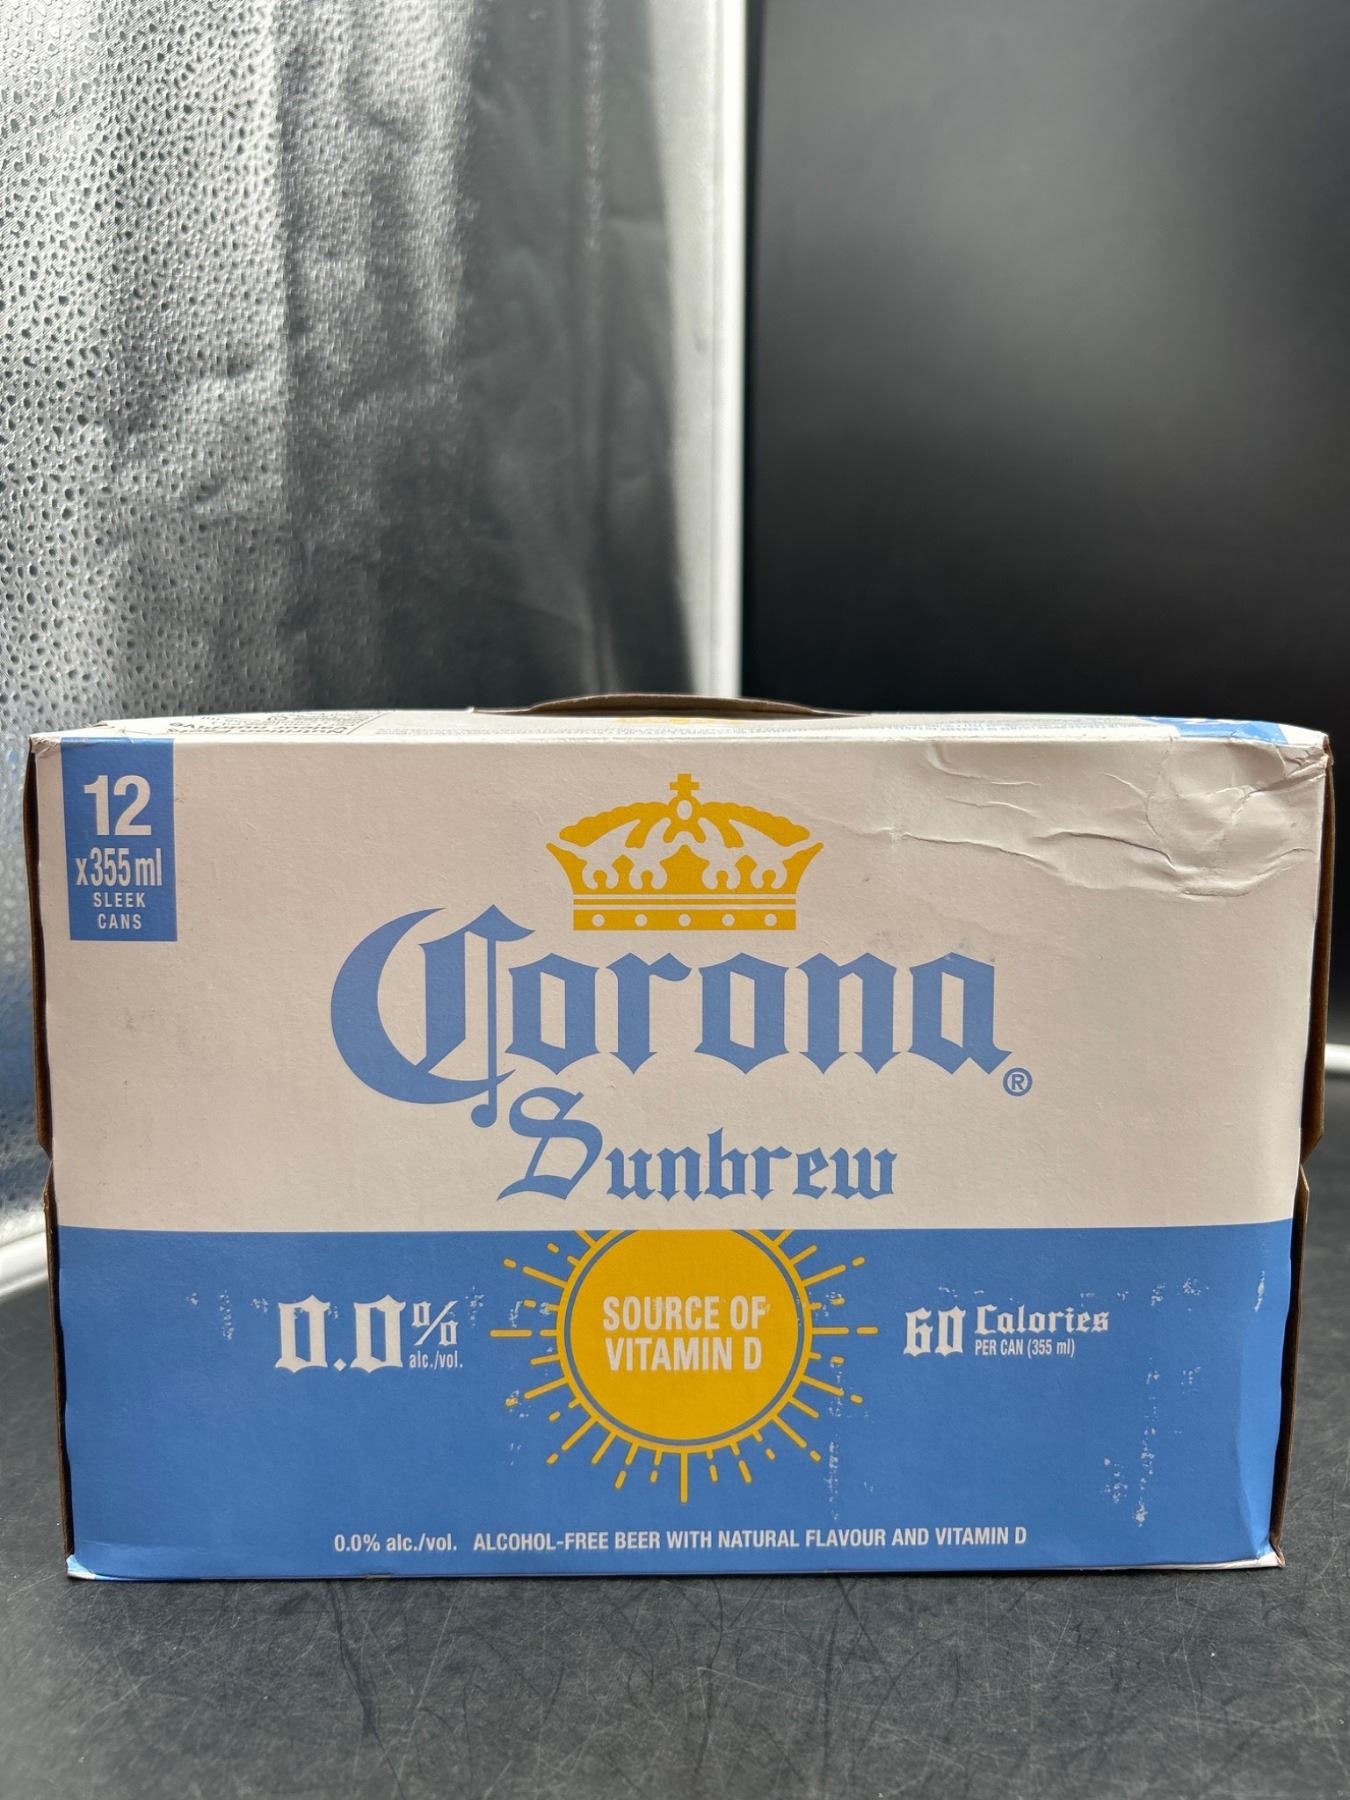 12
x355ml
SLEEK
CANS
Corona®
Sunbrew
0.0%
alc./vol.
SOURCE OF
VITAMIN D
60 Calories
PER CAN (355 ml)
0.0% alc./vol. ALCOHOL-FREE BEER WITH NATURAL FLAVOUR AND VITAMIN D